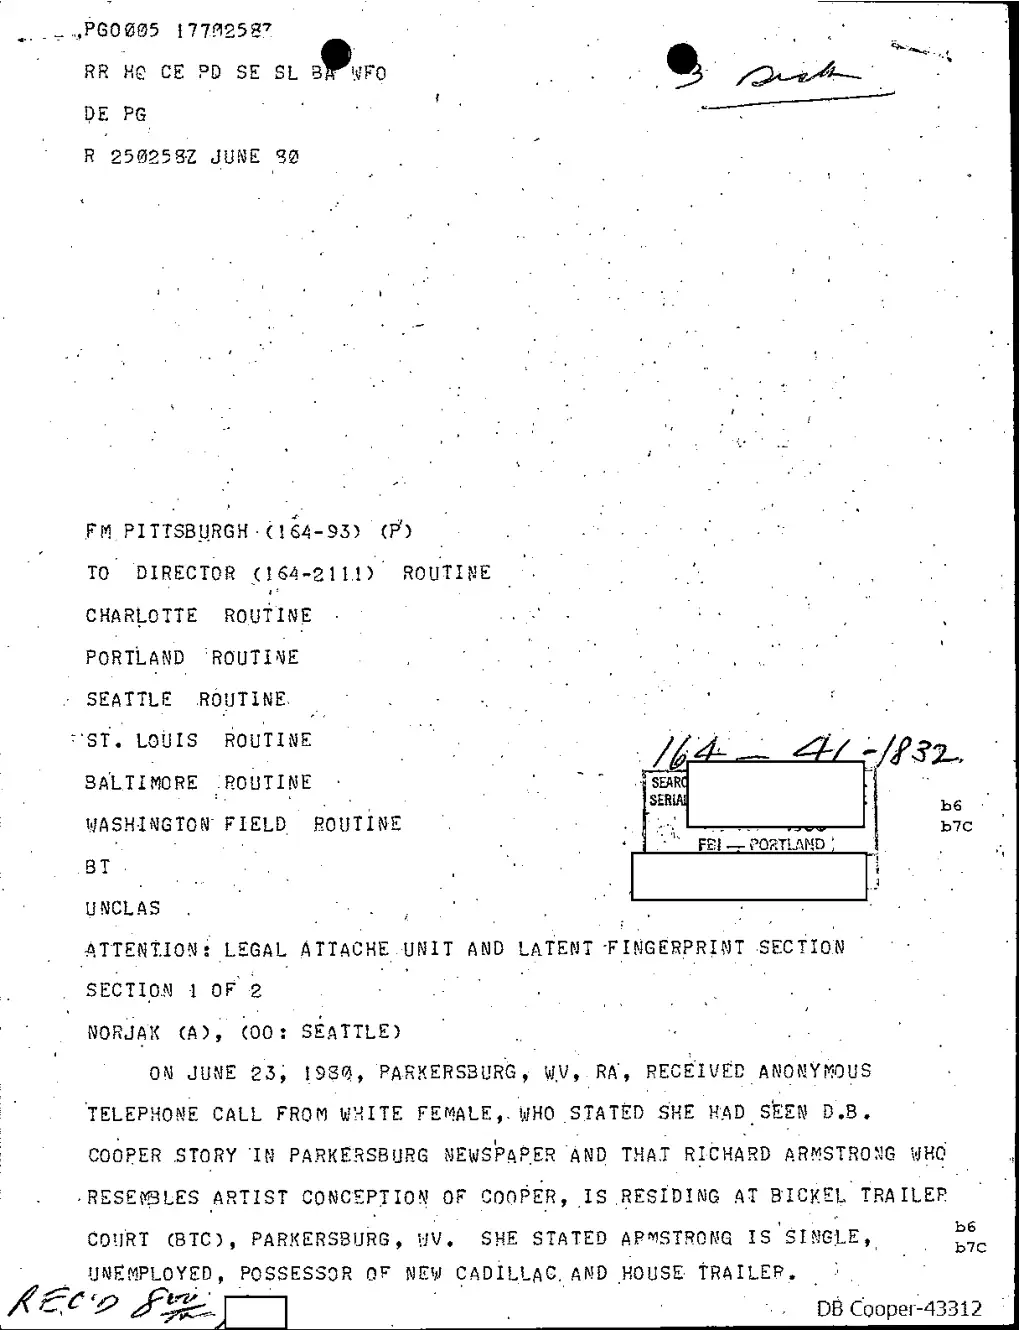 PG0005 1770258Z
RR HQ CE PD SE SL BA WFO
DE PG
R 250258Z JUNE 80
FM PITTSBURGH (164-93) (P)
TO DIRECTOR (164-2111) ROUTINE
CHARLOTTE ROUTINE
PORTLAND ROUTINE
SEATTLE ROUTINE
ST. LOUIS ROUTINE
164-41-1832
BALTIMORE ROUTINE
SEARC
SERIAL
b6
WASHINGTON FIELD ROUTINE
b7C
FBI — PORTLAND
BT
UNCLAS
ATTENTION: LEGAL ATTACHE UNIT AND LATENT FINGERPRINT SECTION
SECTION 1 OF 2
NORJAK (A), (OO: SEATTLE)
ON JUNE 23, 1980, PARKERSBURG, WV, RA, RECEIVED ANONYMOUS
TELEPHONE CALL FROM WHITE FEMALE, WHO STATED SHE HAD SEEN D.B.
COOPER STORY IN PARKERSBURG NEWSPAPER AND THAT RICHARD ARMSTRONG WHO
RESEMBLES ARTIST CONCEPTION OF COOPER, IS RESIDING AT BICKEL TRAILER
COURT (BTC), PARKERSBURG, WV. SHE STATED ARMSTRONG IS SINGLE,
b6
b7C
UNEMPLOYED, POSSESSOR OF NEW CADILLAC AND HOUSE TRAILER.
REC'D
DB Cooper-43312